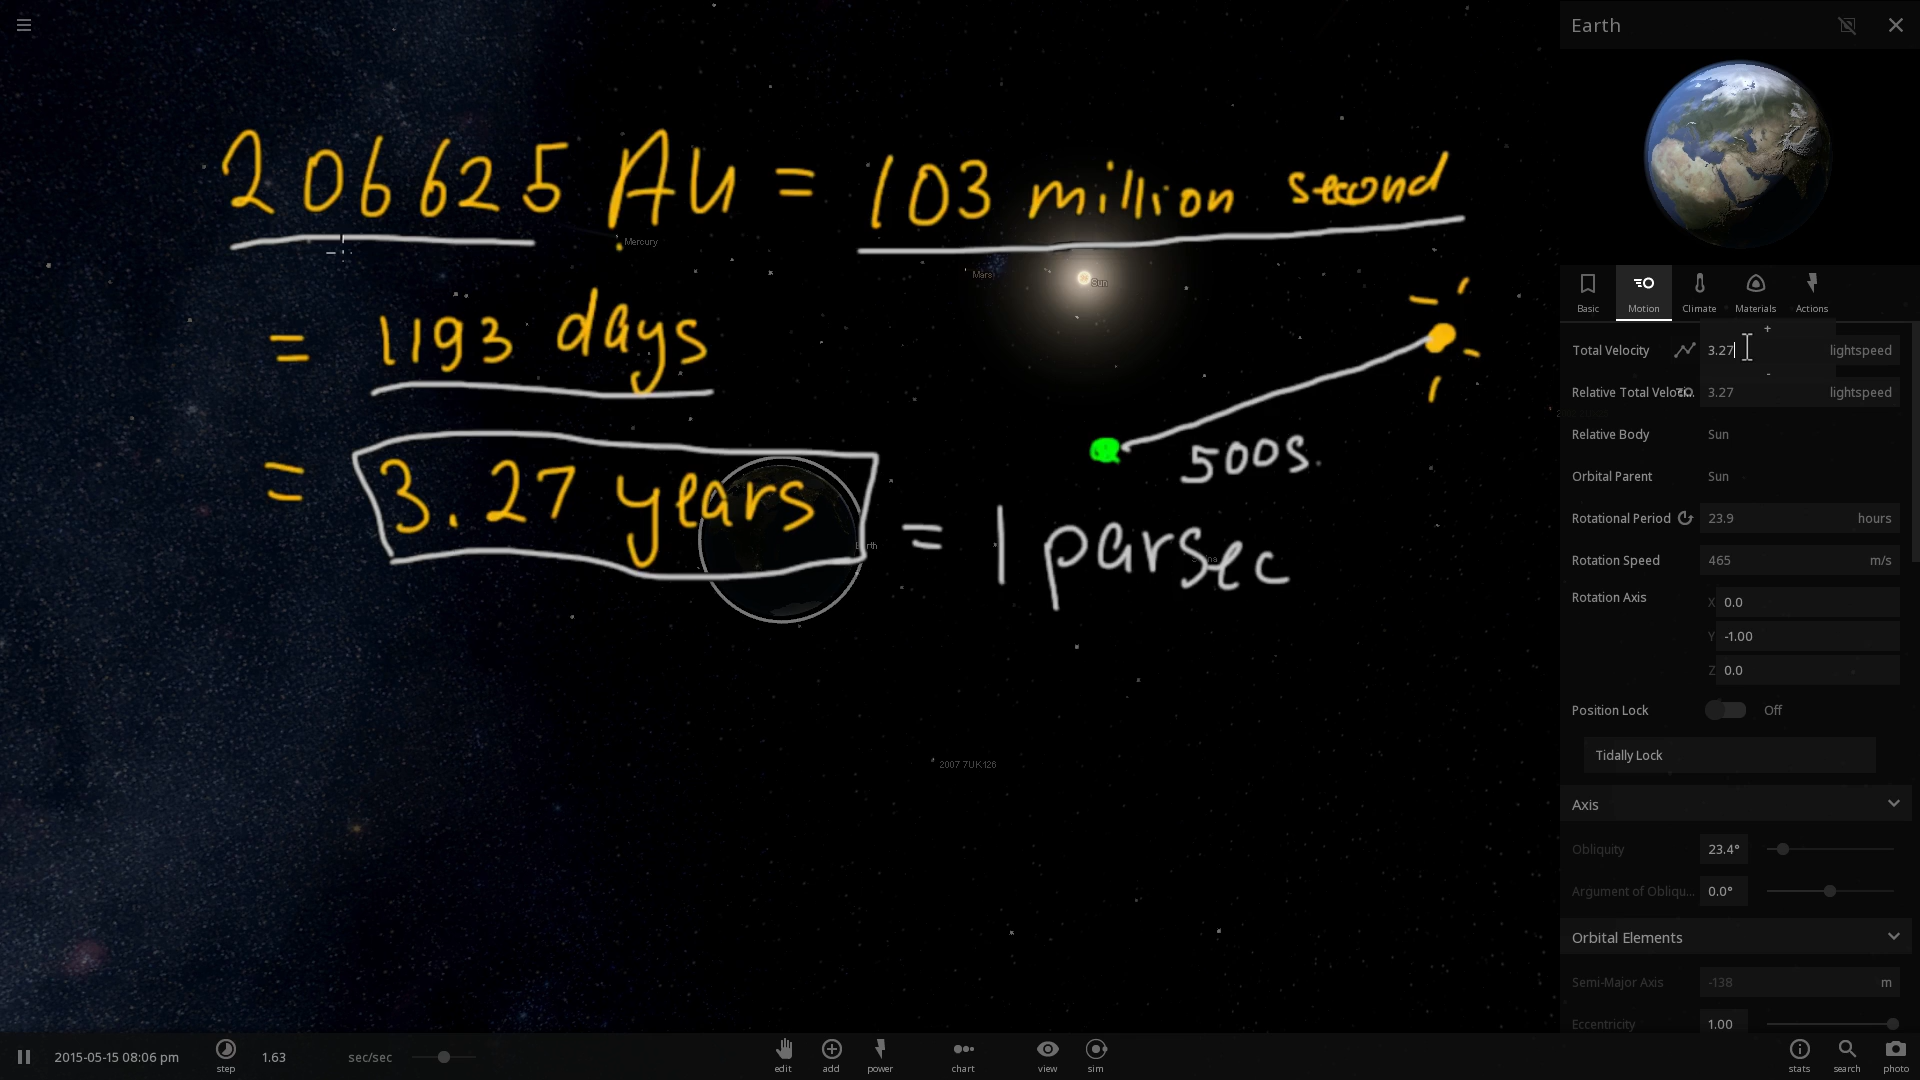 Earth
206625 AU = 103 million second
Mercury
Mars
Sun
= 1193 days
500s.
= 3.27 years = 1 parsec
2007 7UK126
Basic Motion Climate Materials Actions
+
Total Velocity 3.27 lightspeed
-
Relative Total Veloci... 3.27 lightspeed
Relative Body Sun
Orbital Parent Sun
Rotational Period 23.9 hours
Rotation Speed 465 m/s
Rotation Axis X 0.0
Y -1.00
Z 0.0
Position Lock Off
Tidally Lock
Axis
Obliquity 23.4°
Argument of Obliqu... 0.0°
Orbital Elements
Semi-Major Axis -138 m
Eccentricity 1.00
2015-05-15 08:06 pm step 1.63 sec/sec edit add power chart view sim stats search photo